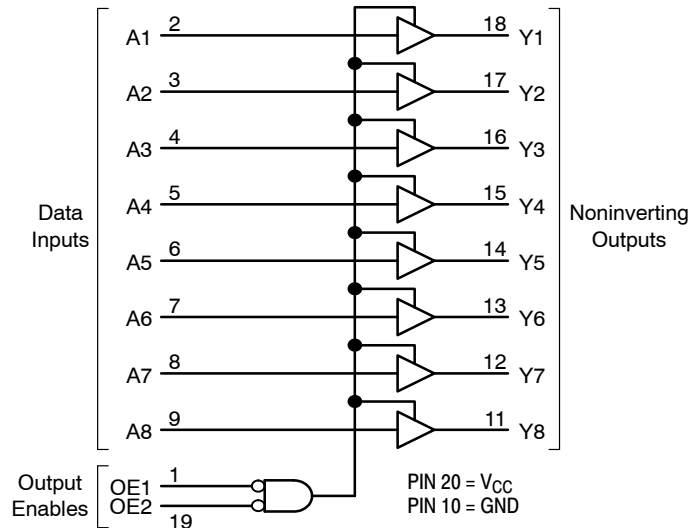 A1 2 18 Y1
A2 3 17 Y2
A3 4 16 Y3
A4 5 15 Y4
Data
Inputs
Noninverting
Outputs
A5 6 14 Y5
A6 7 13 Y6
A7 8 12 Y7
A8 9 11 Y8
Output
Enables
OE1 1
OE2
19
PIN 20 = VCC
PIN 10 = GND